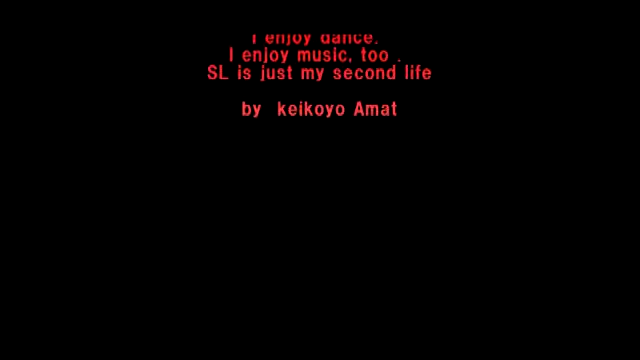 I enjoy dance.
I enjoy music, too .
SL is just my second life
by keikoyo Amat